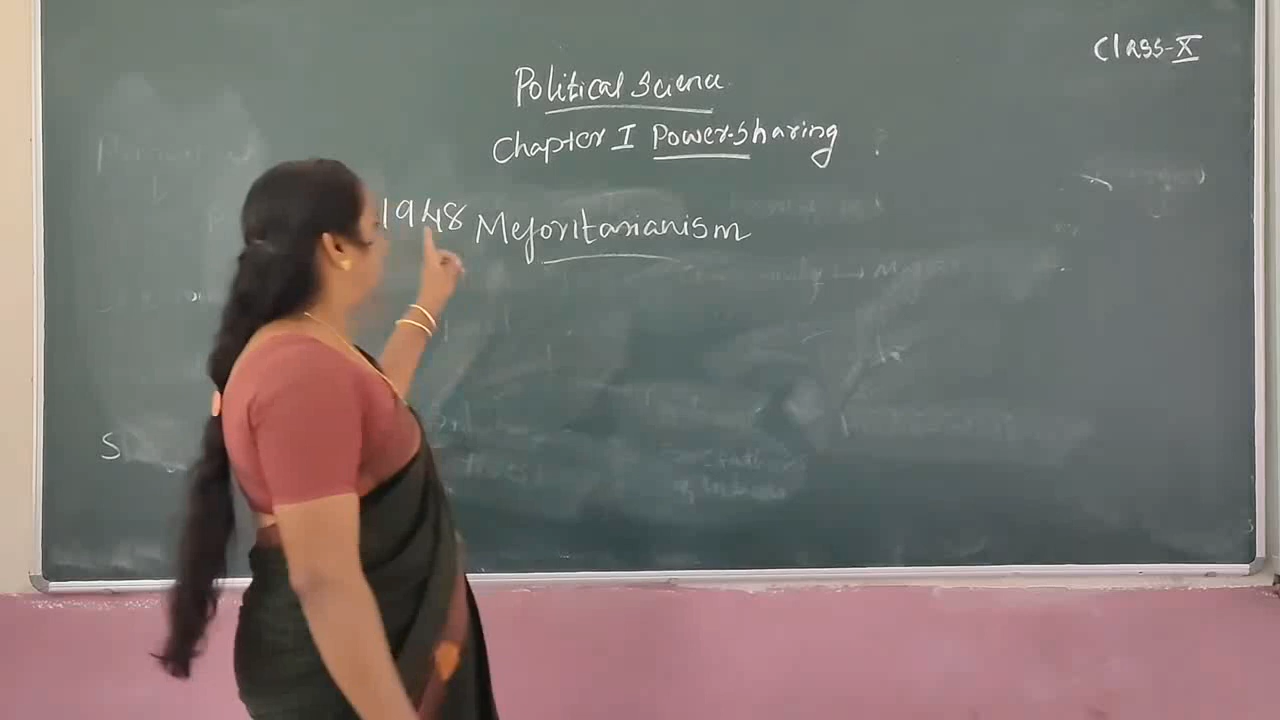 Class-X
Political Science
Chapter I Power-Sharing
1948 Mejoritarianism
S